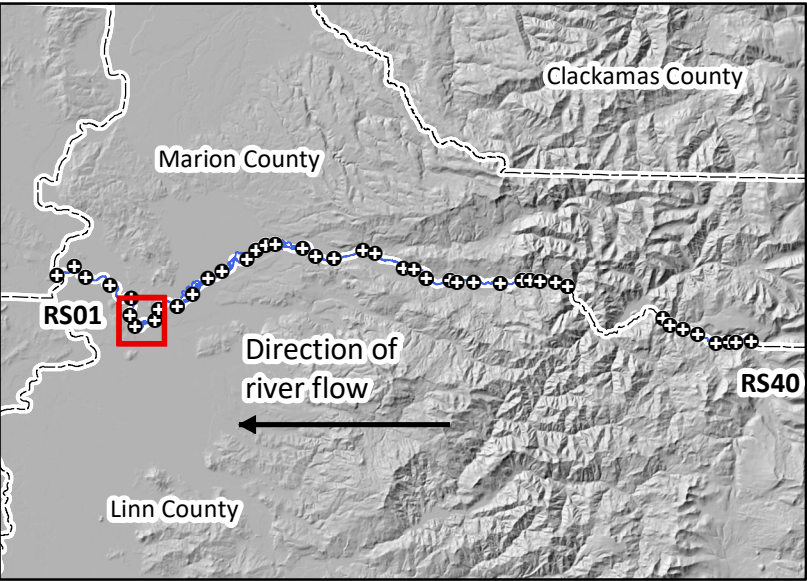 Clackamas County
Marion County
RS01
Direction of
river flow
RS40
Linn County